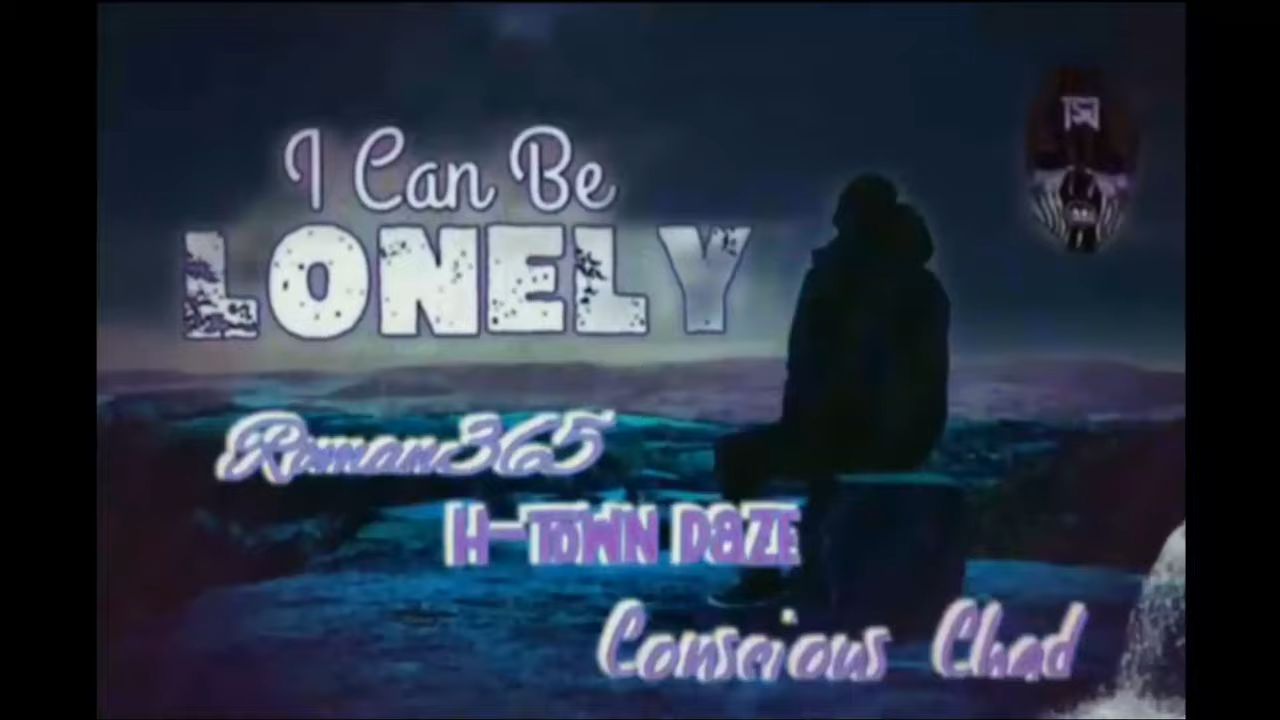 I Can Be
LONELY
Roman365
H-TOWN DaZE
Conscious Chad